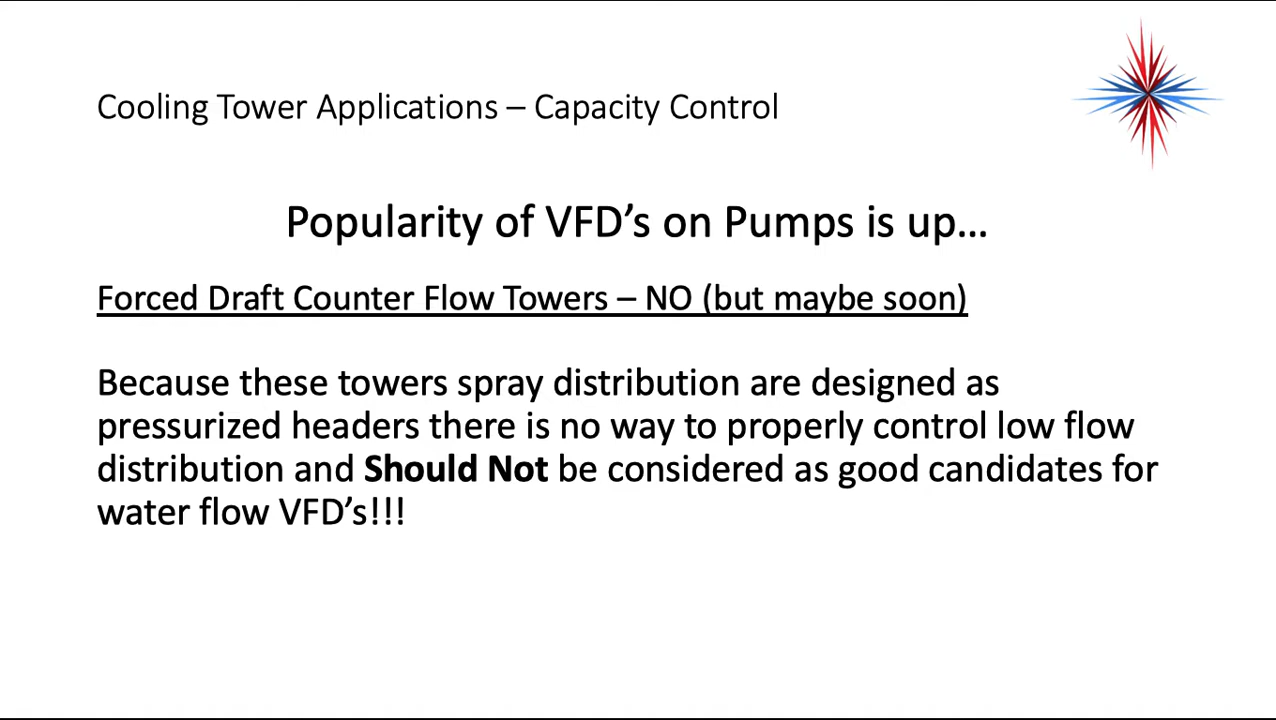 Cooling Tower Applications – Capacity Control
Popularity of VFD’s on Pumps is up…
Forced Draft Counter Flow Towers – NO (but maybe soon)
Because these towers spray distribution are designed as
pressurized headers there is no way to properly control low flow
distribution and Should Not be considered as good candidates for
water flow VFD’s!!!